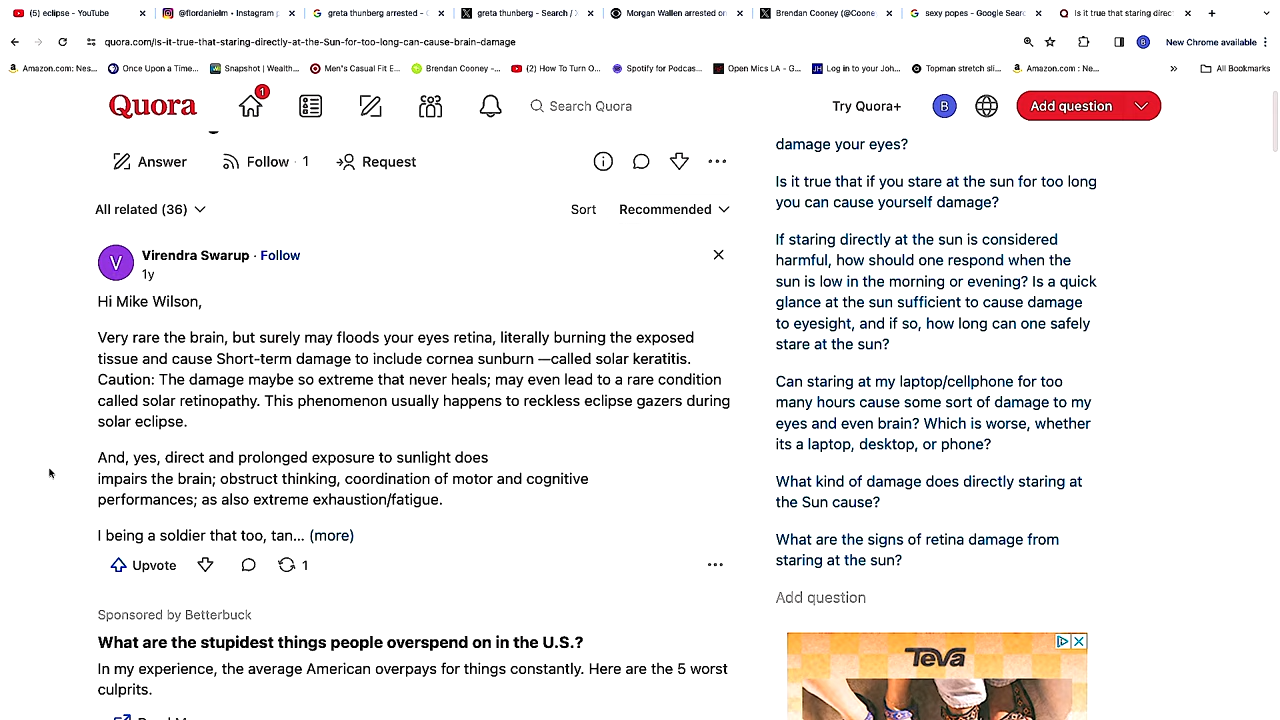 (5) eclipse - YouTube
@flordanielm • Instagram p
greta thunberg arrested - G
greta thunberg - Search / X
Morgan Wallen arrested on
Brendan Cooney (@Coone
sexy popes - Google Searc
Is it true that staring direc
quora.com/Is-it-true-that-staring-directly-at-the-Sun-for-too-long-can-cause-brain-damage
New Chrome available
Amazon.com: Nes...
Once Upon a Time...
Snapshot | Wealth...
Men"s Casual Fit E...
Brendan Cooney -...
(2) How To Turn O...
Spotify for Podcas...
Open Mics LA - G...
Log in to your Joh...
Topman stretch sli...
Amazon.com : Ne...
»
All Bookmarks
Quora
1
Search Quora
Try Quora+
B
Add question
Answer
Follow · 1
Request
All related (36)
Sort
Recommended
V
Virendra Swarup · Follow
1y
Hi Mike Wilson,
Very rare the brain, but surely may floods your eyes retina, literally burning the exposed
tissue and cause Short-term damage to include cornea sunburn —called solar keratitis.
Caution: The damage maybe so extreme that never heals; may even lead to a rare condition
called solar retinopathy. This phenomenon usually happens to reckless eclipse gazers during
solar eclipse.
And, yes, direct and prolonged exposure to sunlight does
impairs the brain; obstruct thinking, coordination of motor and cognitive
performances; as also extreme exhaustion/fatigue.
I being a soldier that too, tan... (more)
Upvote
1
Sponsored by Betterbuck
What are the stupidest things people overspend on in the U.S.?
In my experience, the average American overpays for things constantly. Here are the 5 worst
culprits.
damage your eyes?
Is it true that if you stare at the sun for too long
you can cause yourself damage?
If staring directly at the sun is considered
harmful, how should one respond when the
sun is low in the morning or evening? Is a quick
glance at the sun sufficient to cause damage
to eyesight, and if so, how long can one safely
stare at the sun?
Can staring at my laptop/cellphone for too
many hours cause some sort of damage to my
eyes and even brain? Which is worse, whether
its a laptop, desktop, or phone?
What kind of damage does directly staring at
the Sun cause?
What are the signs of retina damage from
staring at the sun?
Add question
Teva